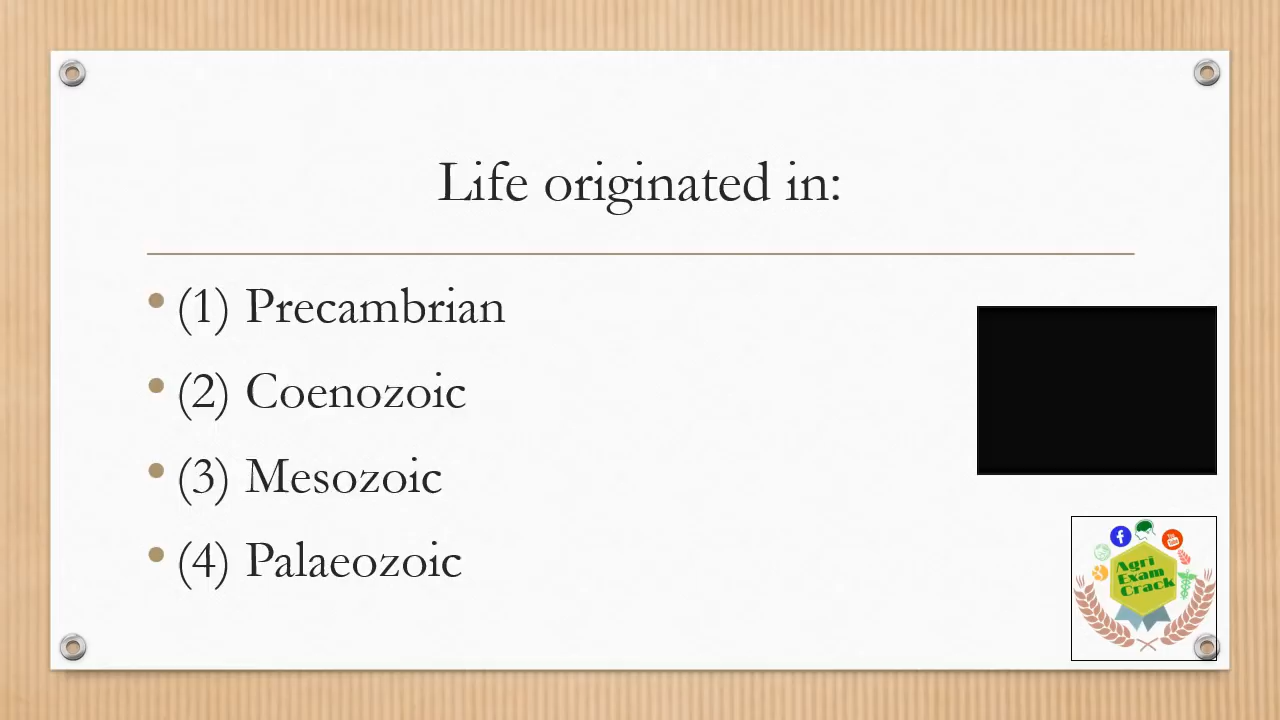 Life originated in:
(1) Precambrian
(2) Coenozoic
(3) Mesozoic
(4) Palaeozoic
Agri
Exam
Crack